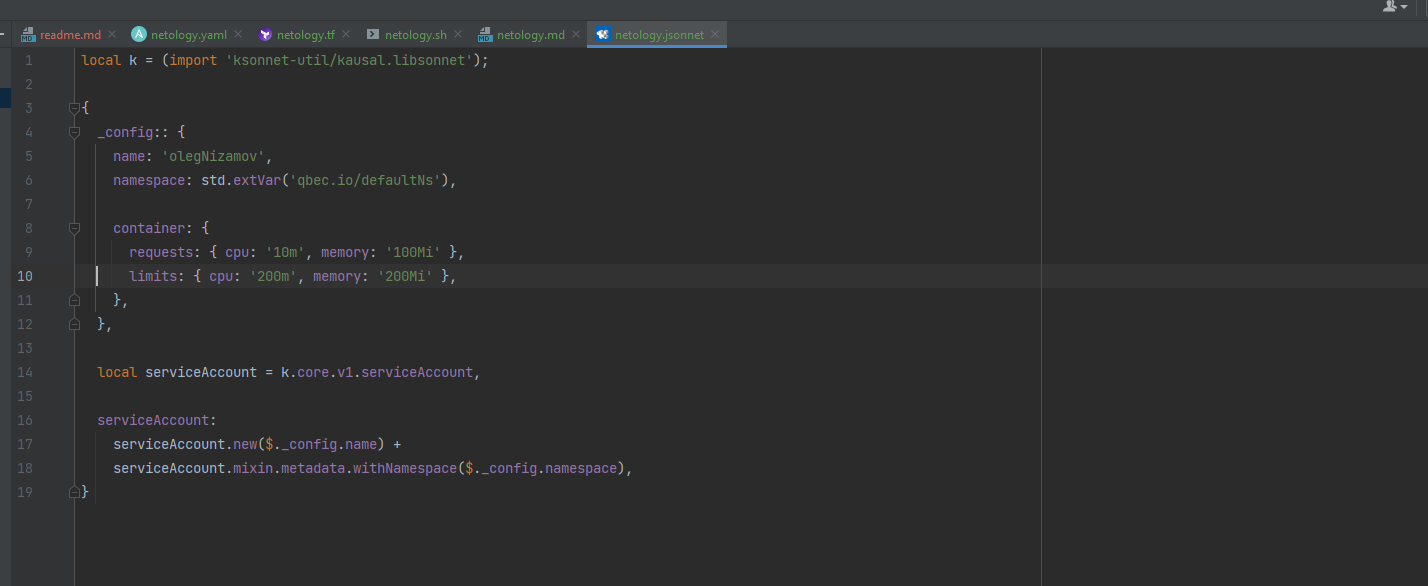 readme.md netology.yaml netology.tf netology.sh netology.md netology.jsonnet
1 local k = (import 'ksonnet-util/kausal.libsonnet');
2
3 {
4   _config:: {
5     name: 'olegNizamov',
6     namespace: std.extVar('qbec.io/defaultNs'),
7
8     container: {
9       requests: { cpu: '10m', memory: '100Mi' },
10       limits: { cpu: '200m', memory: '200Mi' },
11     },
12   },
13
14   local serviceAccount = k.core.v1.serviceAccount,
15
16   serviceAccount:
17     serviceAccount.new($._config.name) +
18     serviceAccount.mixin.metadata.withNamespace($._config.namespace),
19 }